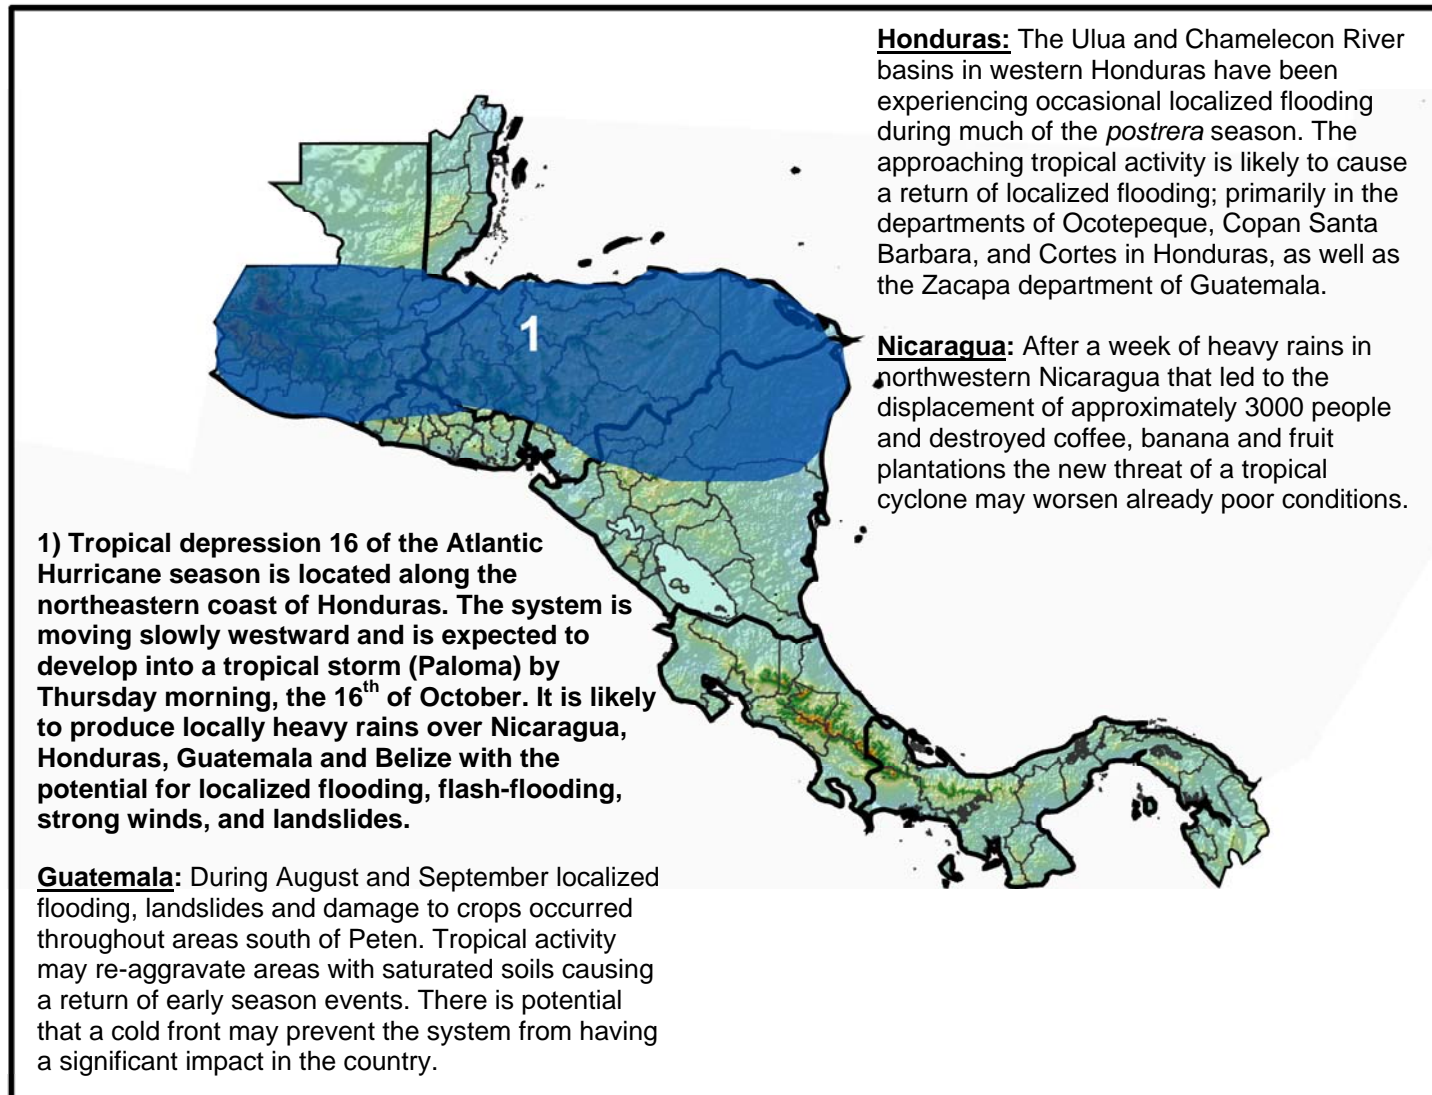 Honduras: The Ulua and Chamelecon River
basins in western Honduras have been
experiencing occasional localized flooding
during much of the postrera season. The
approaching tropical activity is likely to cause
a return of localized flooding; primarily in the
departments of Ocotepeque, Copan Santa
Barbara, and Cortes in Honduras, as well as
the Zacapa department of Guatemala.
Nicaragua: After a week of heavy rains in
northwestern Nicaragua that led to the
displacement of approximately 3000 people
and destroyed coffee, banana and fruit
plantations the new threat of a tropical
cyclone may worsen already poor conditions.
1
1) Tropical depression 16 of the Atlantic
Hurricane season is located along the
northeastern coast of Honduras. The system is
moving slowly westward and is expected to
develop into a tropical storm (Paloma) by
Thursday morning, the 16th of October. It is likely
to produce locally heavy rains over Nicaragua,
Honduras, Guatemala and Belize with the
potential for localized flooding, flash-flooding,
strong winds, and landslides.
Guatemala: During August and September localized
flooding, landslides and damage to crops occurred
throughout areas south of Peten. Tropical activity
may re-aggravate areas with saturated soils causing
a return of early season events. There is potential
that a cold front may prevent the system from having
a significant impact in the country.